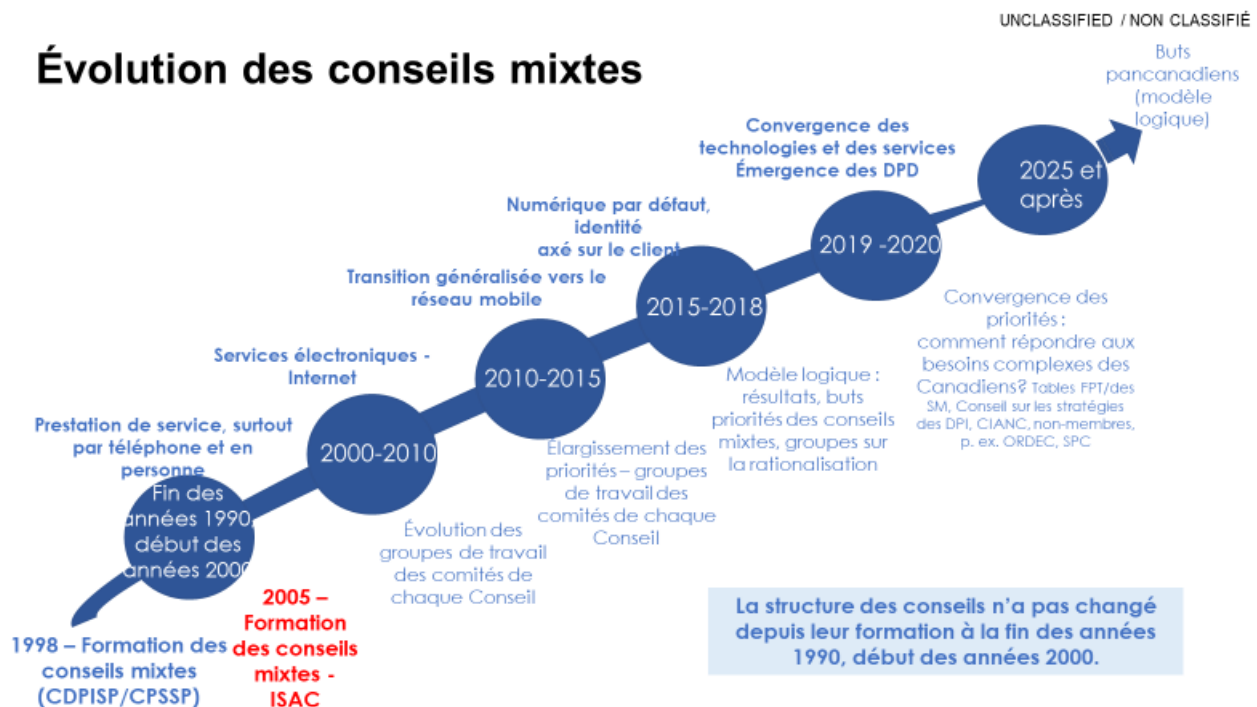 UNCLASSIFIED / NON CLASSIFIÉ
Évolution des conseils mixtes
Buts
pancanadiens
(modèle
logique)
2025 et
après
Convergence des
technologies et des services
Émergence des DPD
2019 -2020
Convergence des
priorités :
comment répondre aux
besoins complexes des
Canadiens? Tables FPT/des
SM, Conseil sur les stratégies
des DPI, CIANC, non-membres,
p. ex. ORDEC, SPC
Numérique par défaut,
identité
axé sur le client
2015-2018
Modèle logique :
résultats, buts
priorités des conseils
mixtes, groupes sur
la rationalisation
Transition généralisée vers le
réseau mobile
2010-2015
Élargissement des
priorités – groupes
de travail des
comités de chaque
Conseil
Services électroniques -
Internet
2000-2010
Évolution des
groupes de travail
des comités de
chaque Conseil
Prestation de service, surtout
par téléphone et en
personne
Fin des
années 1990,
début des
années 2000
1998 – Formation des
conseils mixtes
(CDPISP/CPSSP)
2005 –
Formation
des conseils
mixtes -
ISAC
La structure des conseils n’a pas changé
depuis leur formation à la fin des années
1990, début des années 2000.